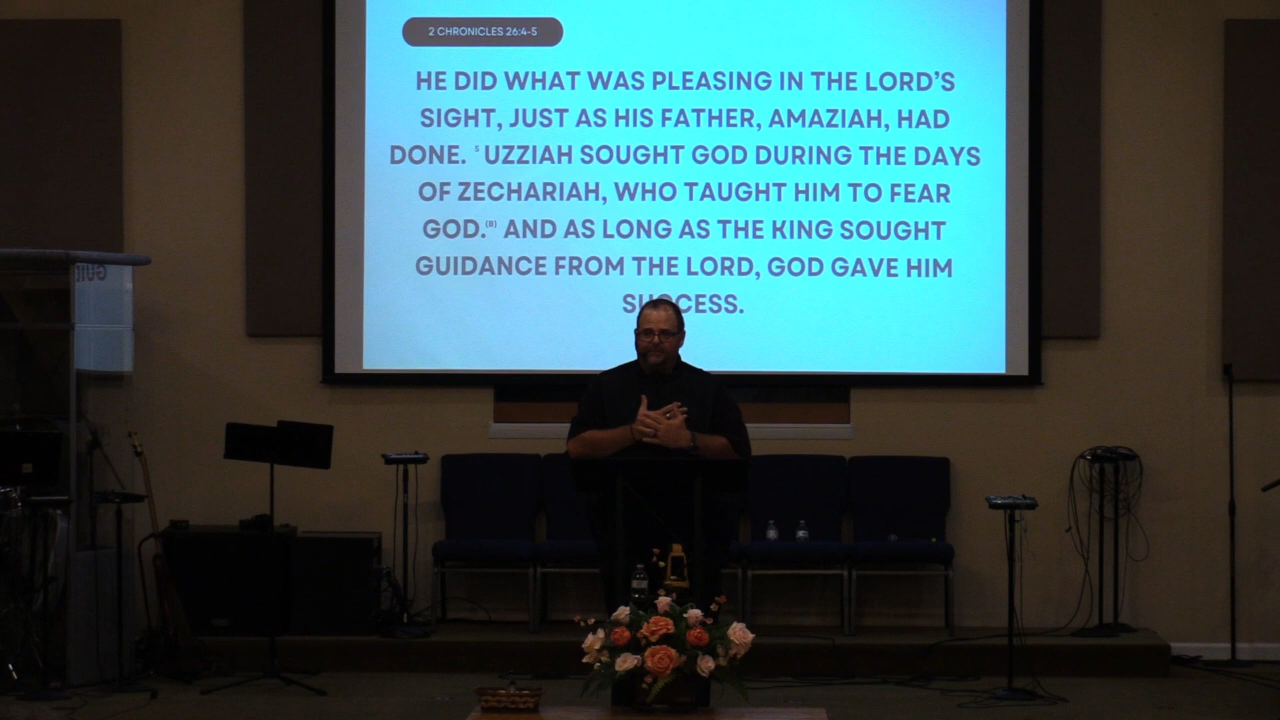 2 CHRONICLES 26:4-5
HE DID WHAT WAS PLEASING IN THE LORD'S
SIGHT, JUST AS HIS FATHER, AMAZIAH, HAD
DONE. 5 UZZIAH SOUGHT GOD DURING THE DAYS
OF ZECHARIAH, WHO TAUGHT HIM TO FEAR
GOD.(B) AND AS LONG AS THE KING SOUGHT
GUIDANCE FROM THE LORD, GOD GAVE HIM
SUCCESS.